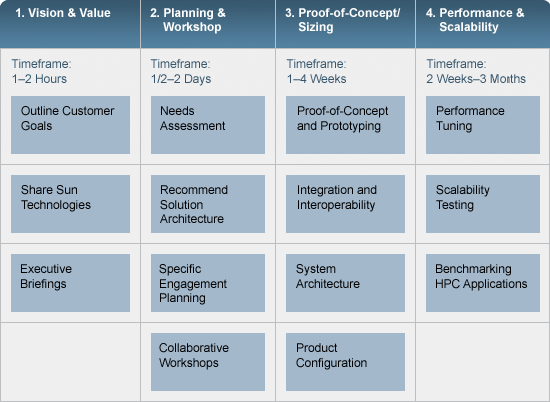 1. Vision & Value
2. Planning &
Workshop
3. Proof-of-Concept/
Sizing
4. Performance &
Scalability
Timeframe:
1–2 Hours
Timeframe:
1/2–2 Days
Timeframe:
1–4 Weeks
Timeframe:
2 Weeks–3 Months
Outline Customer
Goals
Needs
Assessment
Proof-of-Concept
and Prototyping
Performance
Tuning
Share Sun
Technologies
Recommend
Solution
Architecture
Integration and
Interoperability
Scalability
Testing
Executive
Briefings
Specific
Engagement
Planning
System
Architecture
Benchmarking
HPC Applications
Collaborative
Workshops
Product
Configuration